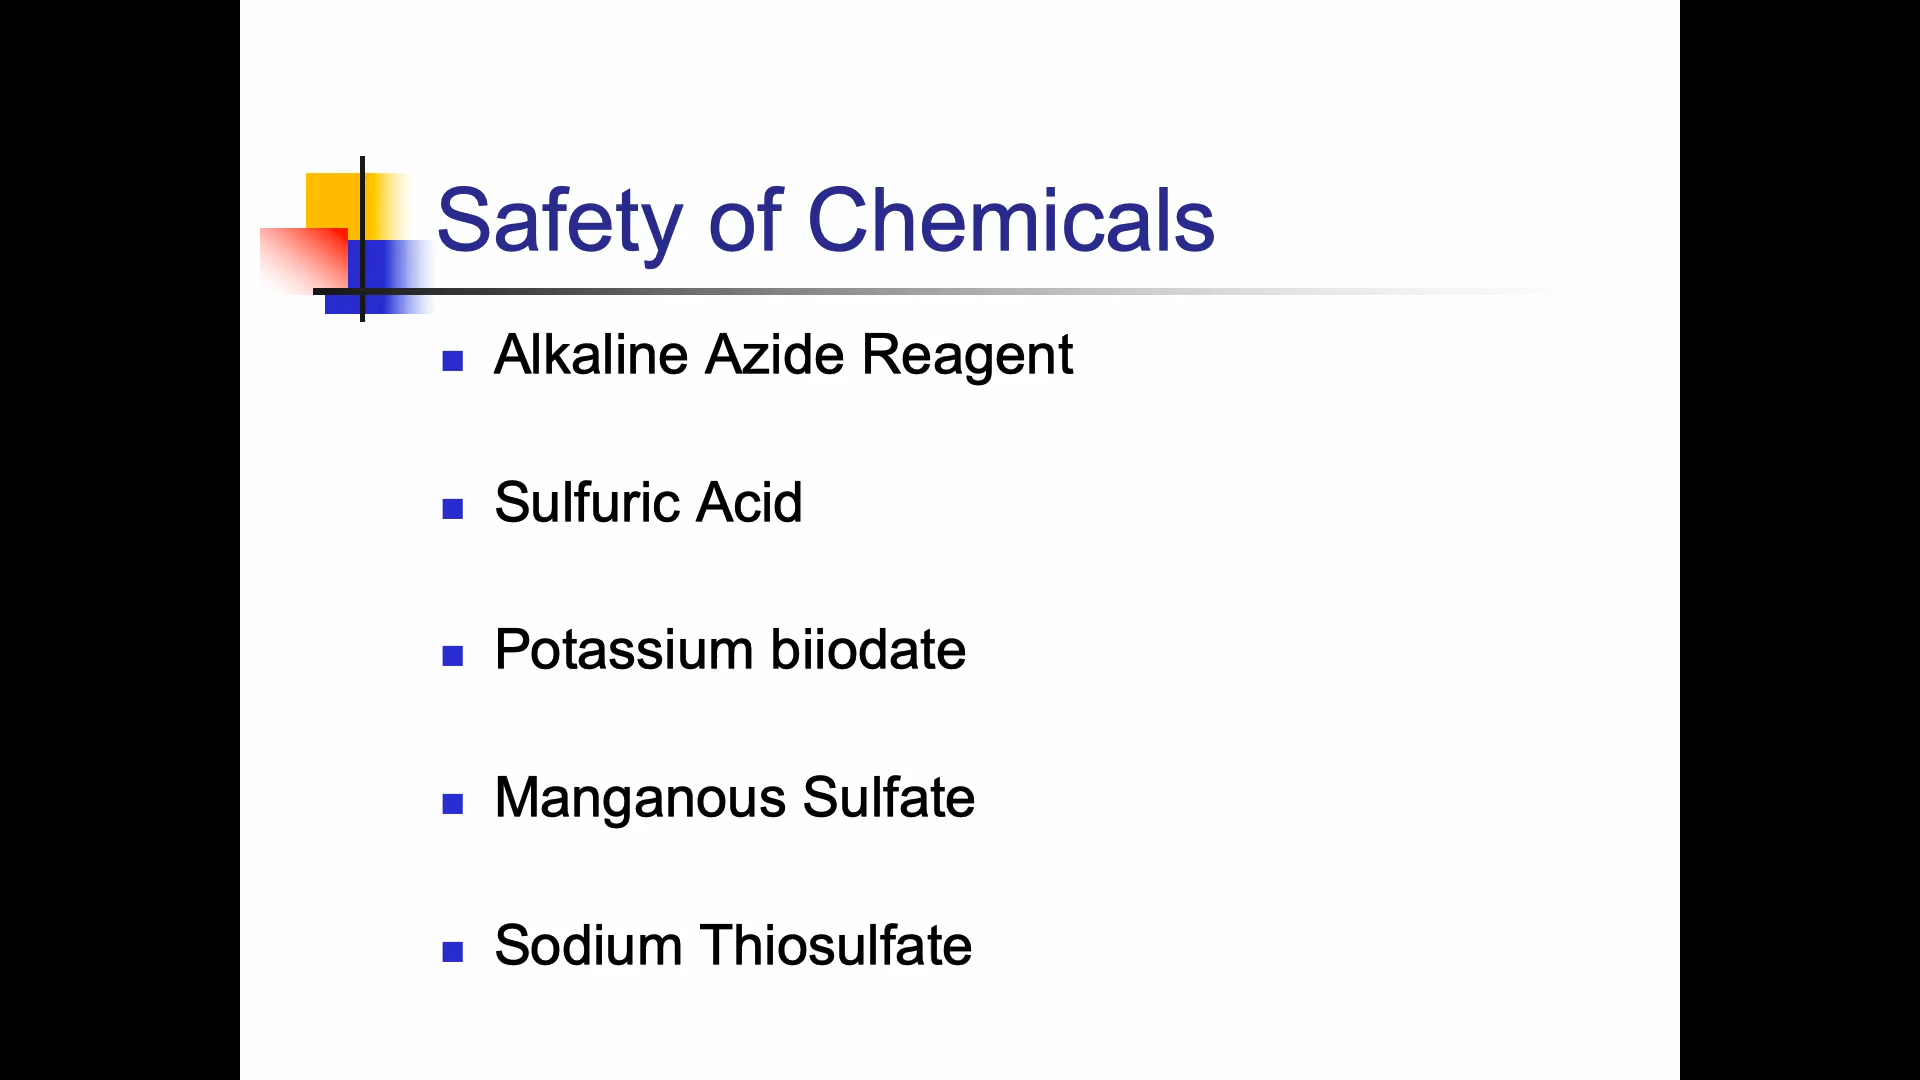 Safety of Chemicals
Alkaline Azide Reagent
Sulfuric Acid
Potassium biiodate
Manganous Sulfate
Sodium Thiosulfate